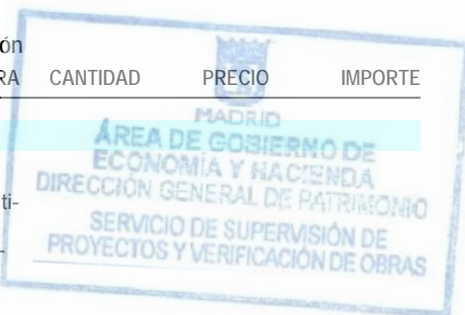 ón
RA CANTIDAD PRECIO IMPORTE
MADRID
ÁREA DE GOBIERNO DE
ECONOMÍA Y HACIENDA
DIRECCIÓN GENERAL DE PATRIMONIO
ti-
SERVICIO DE SUPERVISIÓN DE
PROYECTOS Y VERIFICACIÓN DE OBRAS
-